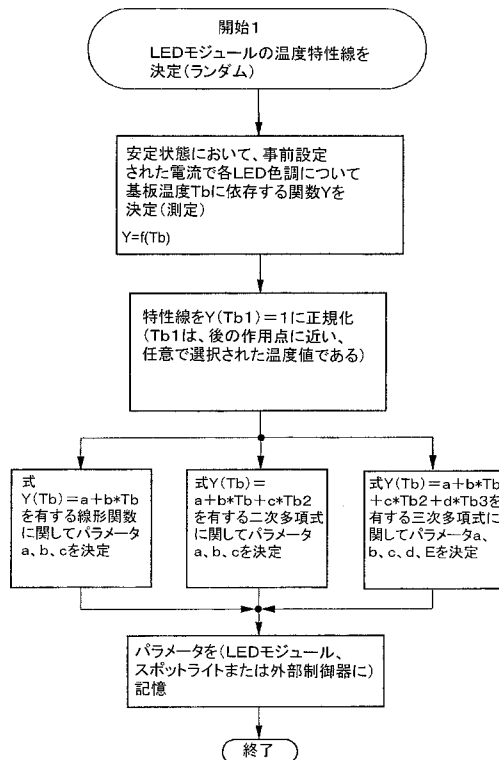 開始1
LEDモジュールの温度特性線を
決定(ランダム)
安定状態において、事前設定
された電流で各LED色調について
基板温度Tbに依存する関数Yを
決定(測定)
Y=f(Tb)
特性線をY(Tb1)=1に正規化
(Tb1は、後の作用点に近い、
任意で選択された温度値である)
式
Y(Tb)=a+b*Tb
を有する線形関数
に関してパラメータ
a、b、cを決定
式Y(Tb)=
a+b*Tb+c*Tb2
を有する二次多項式
に関してパラメータ
a、b、cを決定
式Y(Tb)=a+b*Tb
+c*Tb2+d*Tb3を
有する三次多項式に
関してパラメータa、
b、c、d、Eを決定
パラメータを(LEDモジュール、
スポットライトまたは外部制御器に)
記憶
終了